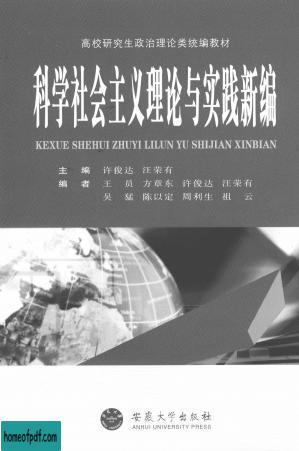 高校研究生政治理论类统编教材
科学社会主义理论与实践新编
KEXUE SHEHUI ZHUYI LILUN YU SHIJIAN XINBIAN
主 编 许俊达 汪荣有
编 者 王 员 方章东 许俊达 汪荣有
吴 猛 陈以定 周利生 祖 云
安徽大学出版社
ANHUI UNIVERSITY PRESS
homeofpdf.com